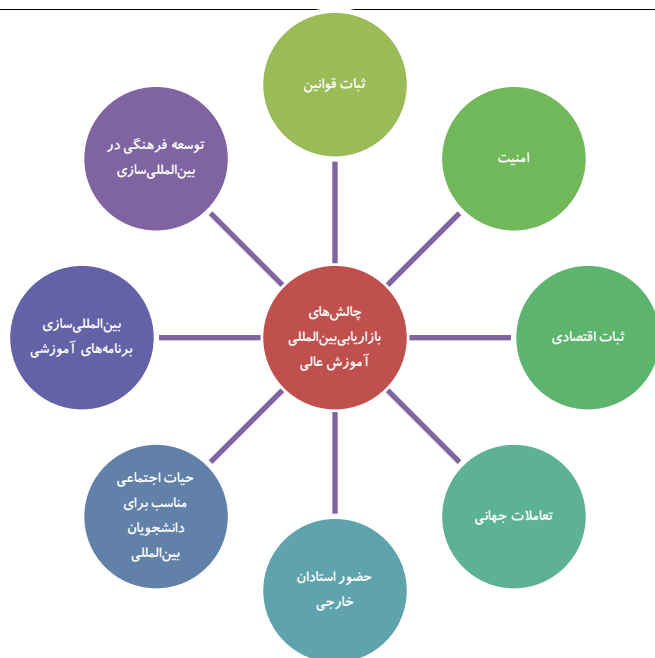 ثبات قوانین
امنیت
ثبات اقتصادی
تعاملات جهانی
حضور استادان
خارجی
حیات اجتماعی
مناسب برای
دانشجویان
بین‌المللی
بین‌المللی‌سازی
برنامه‌های آموزشی
توسعه فرهنگی در
بین‌المللی‌سازی
چالش‌های
بازاریابی‌بین‌المللی
آموزش عالی